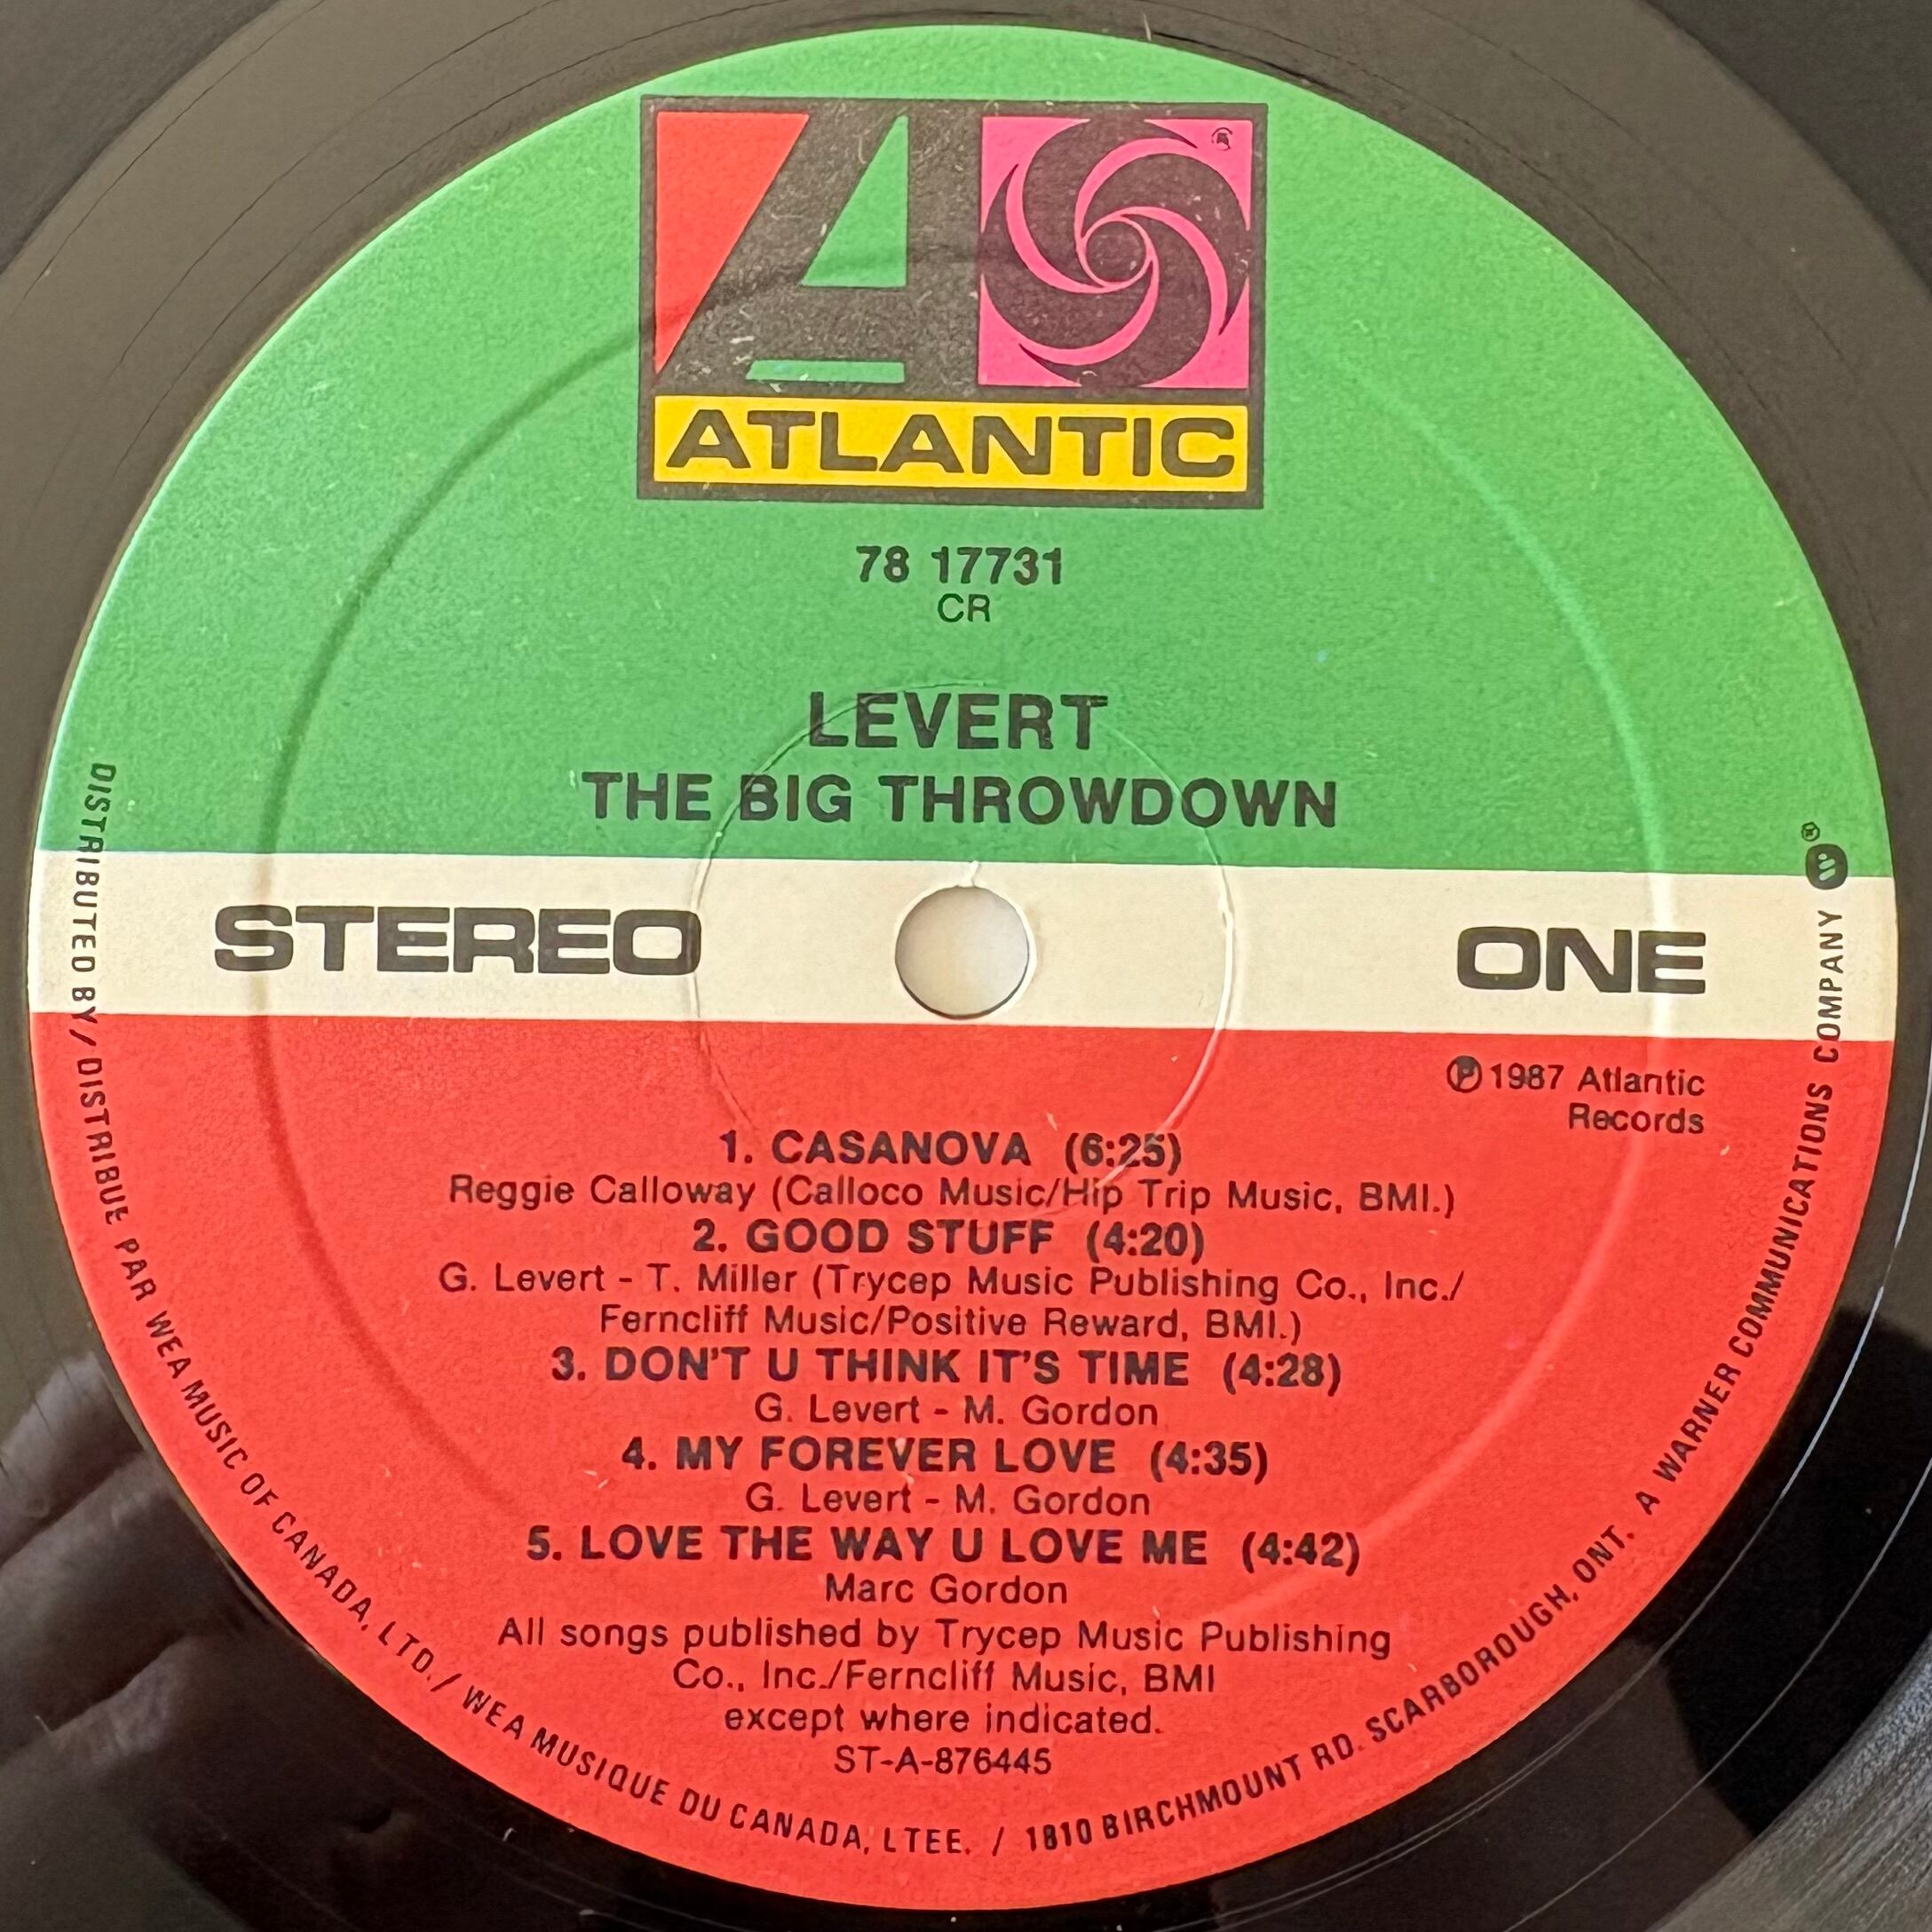 ATLANTIC
78 17731
CR
LEVERT
THE BIG THROWDOWN
STEREO
ONE
Ⓟ1987 Atlantic
Records
1. CASANOVA (6:25)
Reggie Calloway (Calloco Music/Hip Trip Music, BMI.)
2. GOOD STUFF (4:20)
G. Levert - T. Miller (Trycep Music Publishing Co., Inc./
Ferncliff Music/Positive Reward, BMI.)
3. DON'T U THINK IT'S TIME (4:28)
G. Levert - M. Gordon
4. MY FOREVER LOVE (4:35)
G. Levert - M. Gordon
5. LOVE THE WAY U LOVE ME (4:42)
Marc Gordon
All songs published by Trycep Music Publishing
Co., Inc./Ferncliff Music, BMI
except where indicated.
ST-A-876445
DISTRIBUTED BY/DISTRIBUE PAR WEA MUSIC OF CANADA, LTD./WEA MUSIQUE DU CANADA, LTEE. / 1810 BIRCHMOUNT RD. SCARBOROUGH, ONT. A WARNER COMMUNICATIONS COMPANY